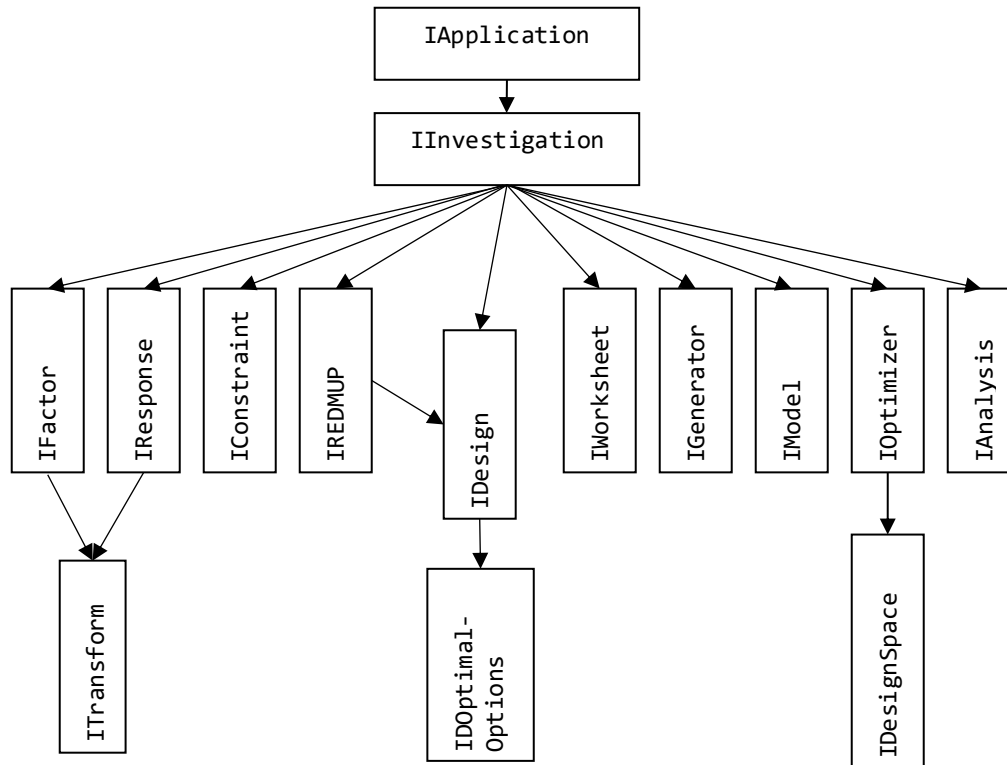 IApplication
IInvestigation
IFactor
IResponse
IConstraint
IREDMUP
IDesign
IWorksheet
IGenerator
IModel
IOptimizer
IAnalysis
ITransform
IDOptimal-
Options
IDesignSpace